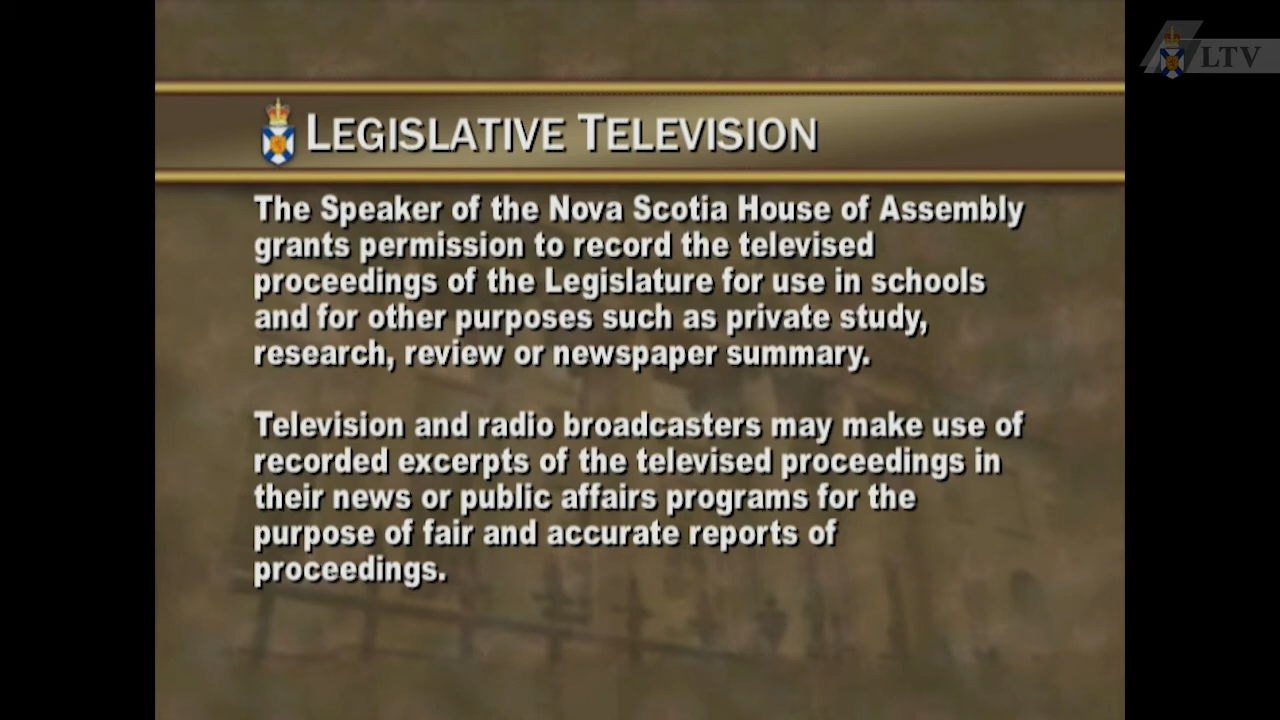 LTV
LEGISLATIVE TELEVISION
The Speaker of the Nova Scotia House of Assembly
grants permission to record the televised
proceedings of the Legislature for use in schools
and for other purposes such as private study,
research, review or newspaper summary.
Television and radio broadcasters may make use of
recorded excerpts of the televised proceedings in
their news or public affairs programs for the
purpose of fair and accurate reports of
proceedings.